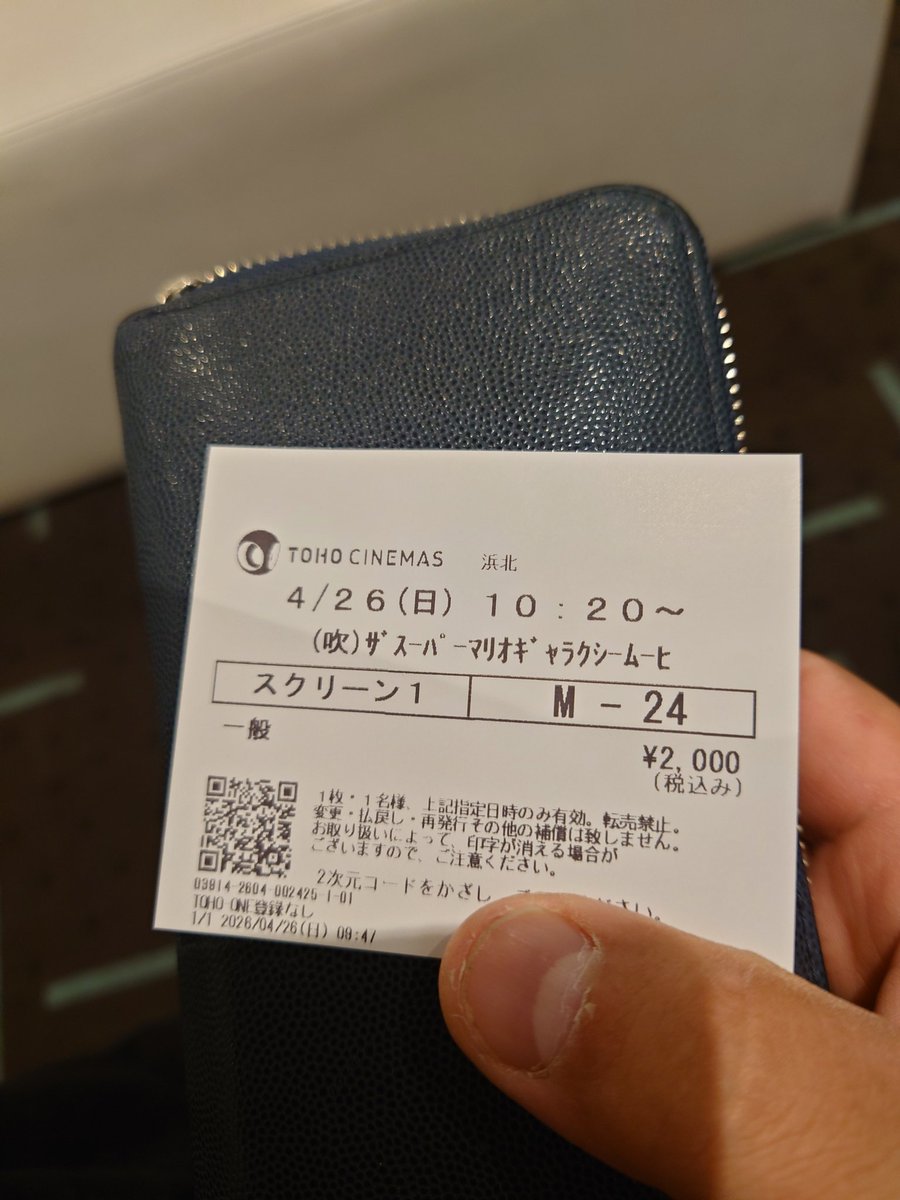 TOHO CINEMAS 浜北
4/26(日) 10:20～
(吹)ｻﾞｽｰﾊﾟｰﾏﾘｵｷﾞｬﾗｸｼｰﾑｰﾋ
スクリーン1 M - 24
一般
¥2,000
(税込み)
1枚・1名様、上記指定日時のみ有効。転売禁止。
変更・払戻し・再発行その他の補償は致しません。
お取り扱いによって、印字が消える場合が
ございますので、ご注意ください。
2次元コードをかざし、ご ださい。
03814-2604-002425-1-01
TOHO-ONE登録なし
1/1 2026/04/26(日) 09:47